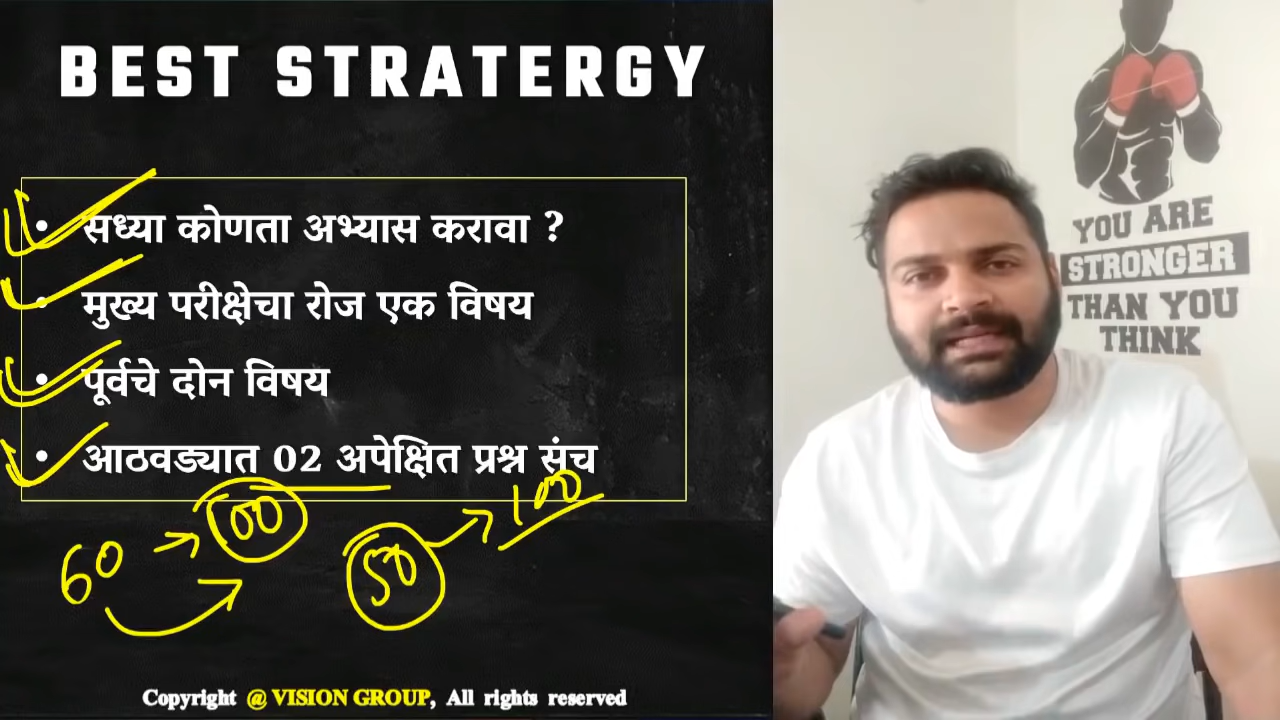 BEST STRATERGY
• सध्या कोणता अभ्यास करावा ?
• मुख्य परीक्षेचा रोज एक विषय
• पूर्वचे दोन विषय
• आठवड्यात 02 अपेक्षित प्रश्न संच
60 → 100
50 → 100
Copyright @ VISION GROUP, All rights reserved
YOU ARE
STRONGER
THAN YOU
THINK